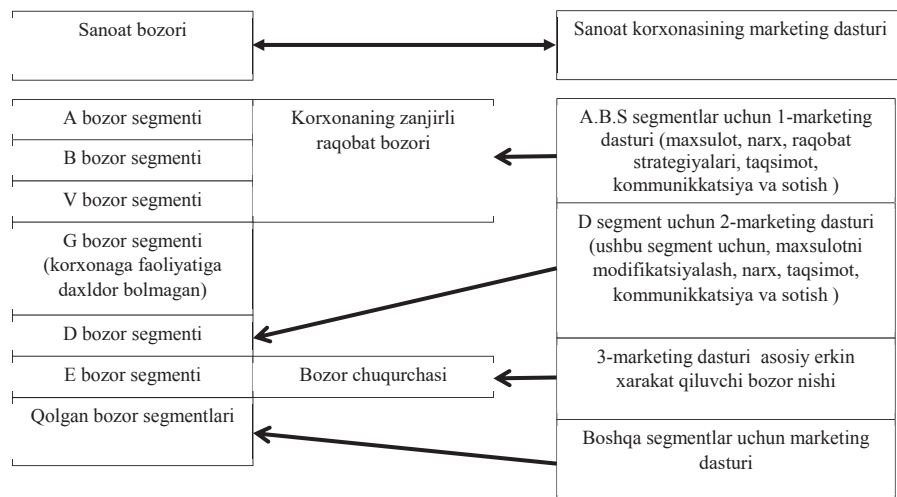 Sanoat bozori
Sanoat korxonasining marketing dasturi
A bozor segmenti
B bozor segmenti
V bozor segmenti
Korxonaning zanjirli
raqobat bozori
A.B.S segmentlar uchun 1-marketing
dasturi (maxsulot, narx, raqobat
strategiyalari, taqsimot,
kommunikkatsiya va sotish )
G bozor segmenti
(korxonaga faoliyatiga
daxldor bolmagan)
D segment uchun 2-marketing dasturi
(ushbu segment uchun, maxsulotni
modifikatsiyalash, narx, taqsimot,
kommunikkatsiya va sotish )
D bozor segmenti
E bozor segmenti
Bozor chuqurchasi
3-marketing dasturi asosiy erkin
xarakat qiluvchi bozor nishi
Qolgan bozor segmentlari
Boshqa segmentlar uchun marketing
dasturi